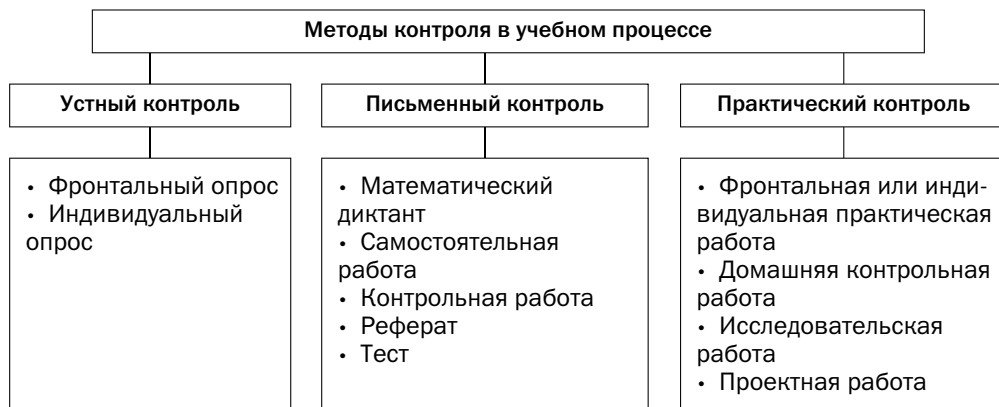 Методы контроля в учебном процессе
Устный контроль
Письменный контроль
Практический контроль
• Фронтальный опрос
• Индивидуальный
опрос
• Математический
диктант
• Самостоятельная
работа
• Контрольная работа
• Реферат
• Тест
• Фронтальная или инди-
видуальная практическая
работа
• Домашняя контрольная
работа
• Исследовательская
работа
• Проектная работа